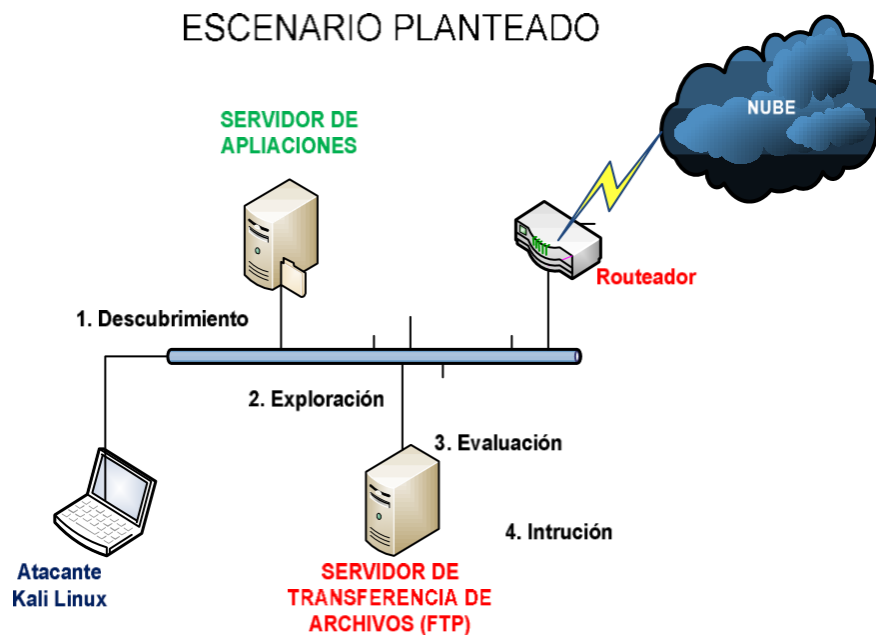 ESCENARIO PLANTEADO
NUBE
SERVIDOR DE
APLIACIONES
Routeador
1. Descubrimiento
2. Exploración
3. Evaluación
4. Intrución
Atacante
Kali Linux
SERVIDOR DE
TRANSFERENCIA DE
ARCHIVOS (FTP)